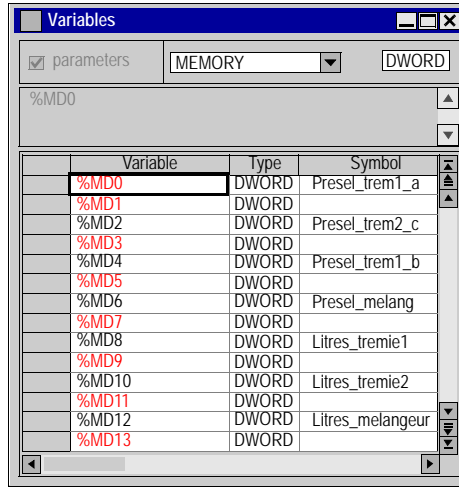 Variables
parameters MEMORY DWORD
%MD0
Variable Type Symbol
%MD0 DWORD Presel_trem1_a
%MD1 DWORD
%MD2 DWORD Presel_trem2_c
%MD3 DWORD
%MD4 DWORD Presel_trem1_b
%MD5 DWORD
%MD6 DWORD Presel_melang
%MD7 DWORD
%MD8 DWORD Litres_tremie1
%MD9 DWORD
%MD10 DWORD Litres_tremie2
%MD11 DWORD
%MD12 DWORD Litres_melangeur
%MD13 DWORD